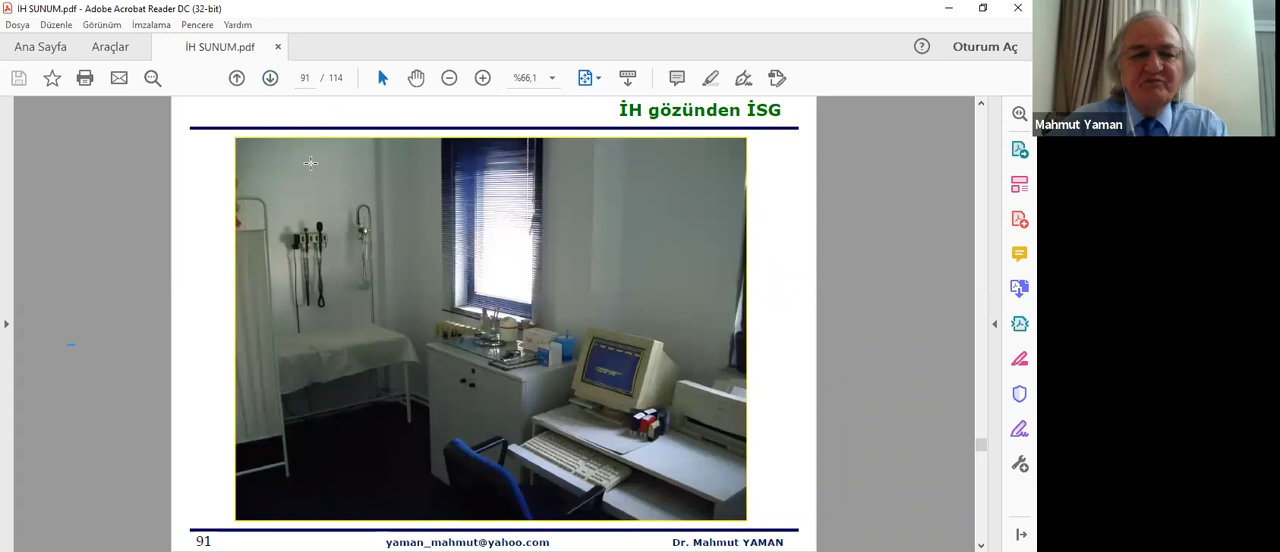 İH SUNUM.pdf - Adobe Acrobat Reader DC (32-bit)
Dosya Düzenle Görünüm İmzalama Pencere Yardım
Ana Sayfa Araçlar İH SUNUM.pdf Oturum Aç
91 / 114 %66,1
İH gözünden İSG
Mahmut Yaman
91 yaman_mahmut@yahoo.com Dr. Mahmut YAMAN